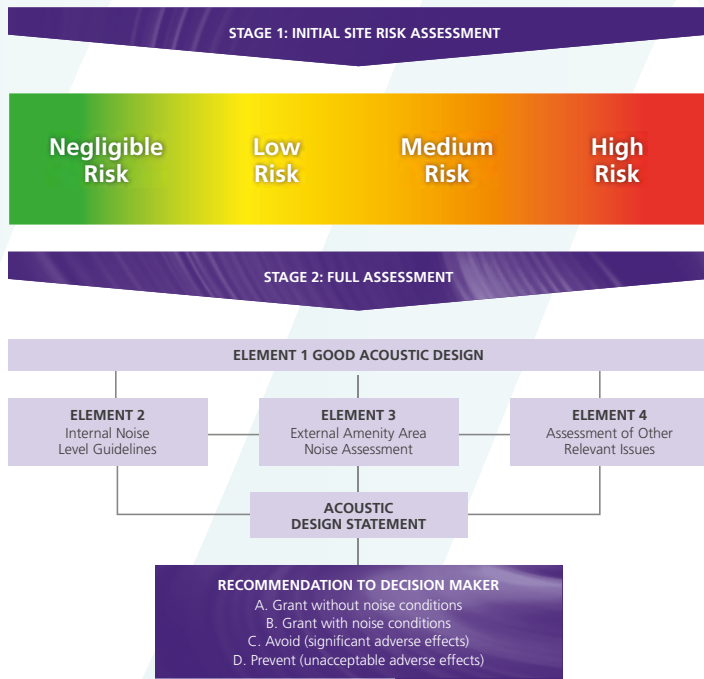 STAGE 1: INITIAL SITE RISK ASSESSMENT
Negligible
Risk
Low
Risk
Medium
Risk
High
Risk
STAGE 2: FULL ASSESSMENT
ELEMENT 1 GOOD ACOUSTIC DESIGN
ELEMENT 2
Internal Noise
Level Guidelines
ELEMENT 3
External Amenity Area
Noise Assessment
ELEMENT 4
Assessment of Other
Relevant Issues
ACOUSTIC
DESIGN STATEMENT
RECOMMENDATION TO DECISION MAKER
A. Grant without noise conditions
B. Grant with noise conditions
C. Avoid (significant adverse effects)
D. Prevent (unacceptable adverse effects)